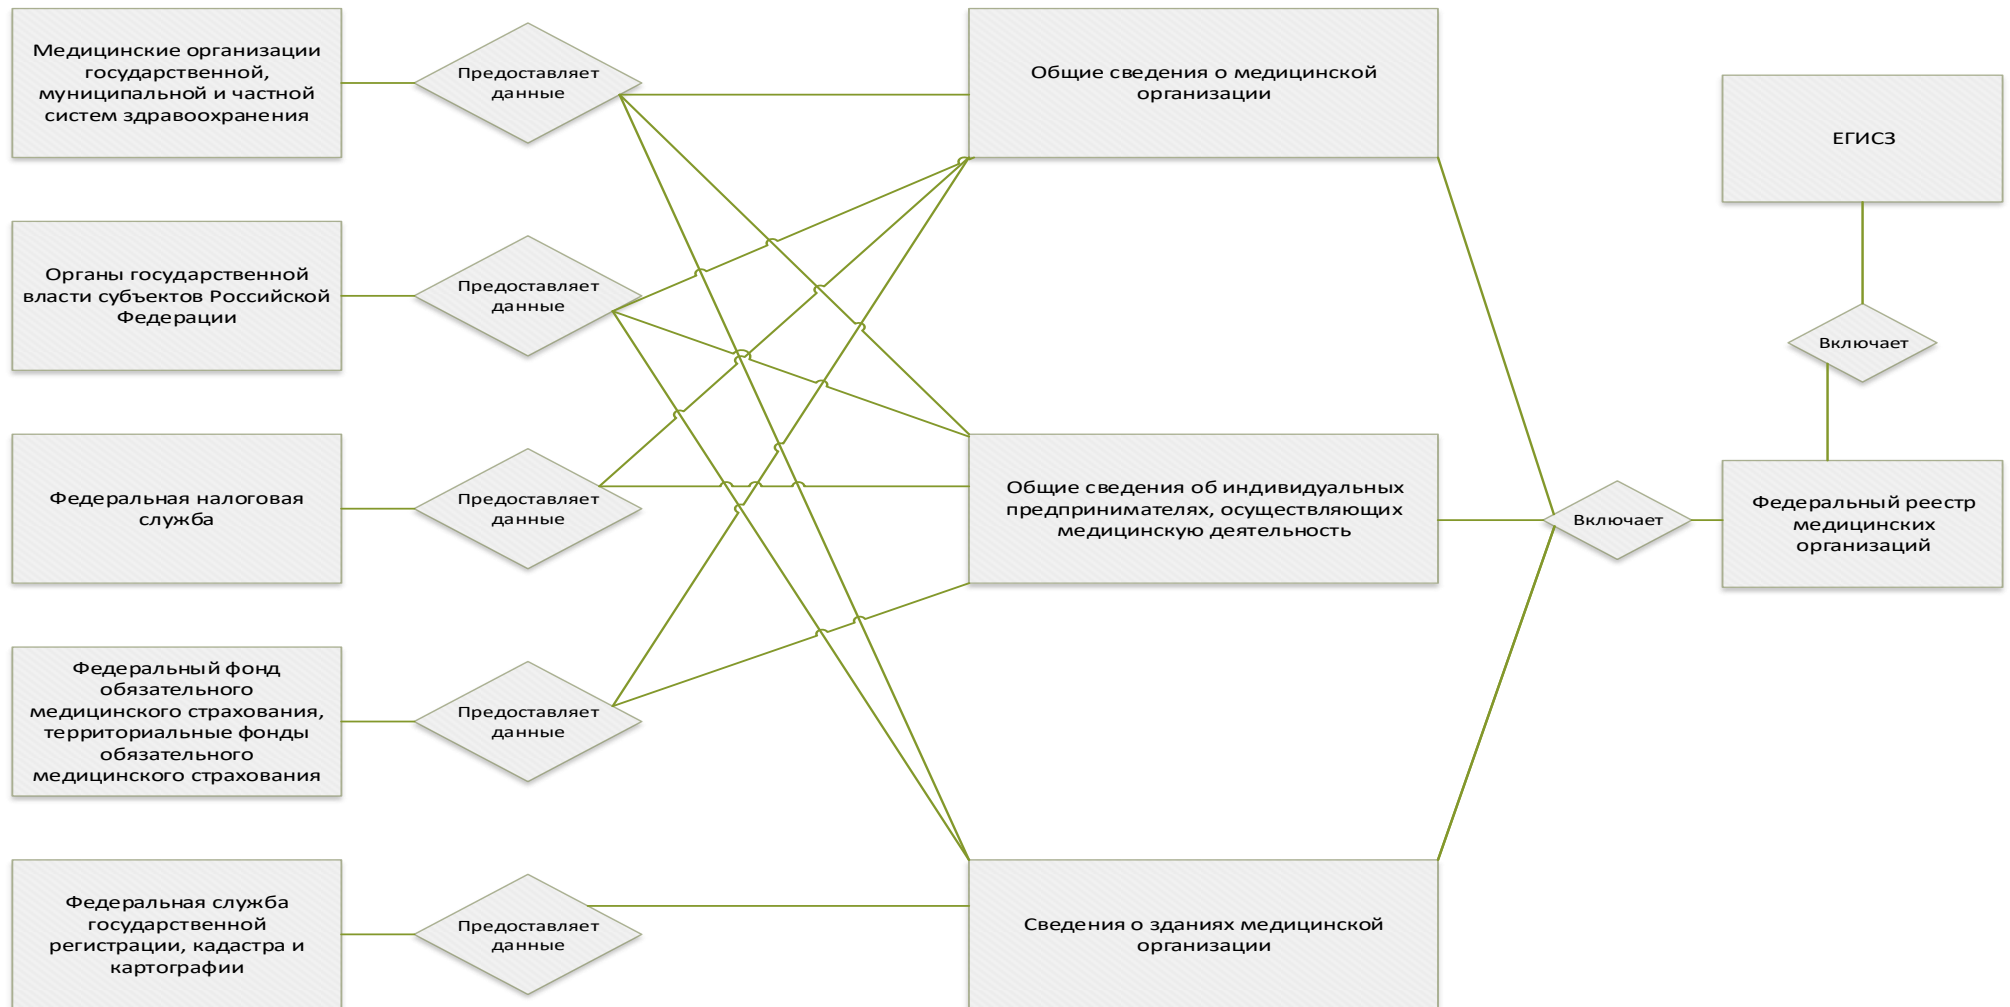 Медицинские организации
государственной,
муниципальной и частной
систем здравоохранения
Предоставляет
данные
Общие сведения о медицинской
организации
ЕГИСЗ
Органы государственной
власти субъектов Российской
Федерации
Предоставляет
данные
Включает
Федеральная налоговая
служба
Предоставляет
данные
Общие сведения об индивидуальных
предпринимателях, осуществляющих
медицинскую деятельность
Включает
Федеральный реестр
медицинских
организаций
Федеральный фонд
обязательного
медицинского страхования,
территориальные фонды
обязательного
медицинского страхования
Предоставляет
данные
Федеральная служба
государственной
регистрации, кадастра и
картографии
Предоставляет
данные
Сведения о зданиях медицинской
организации